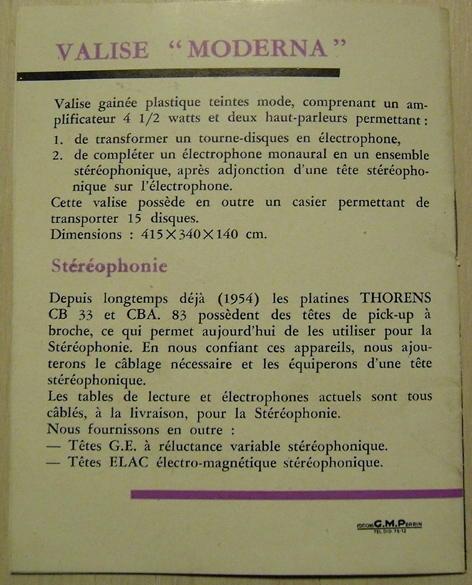 VALISE “MODERNA”
Valise gainée plastique teintes mode, comprenant un am-
plificateur 4 1/2 watts et deux haut-parleurs permettant :
1. de transformer un tourne-disques en électrophone,
2. de compléter un électrophone monaural en un ensemble
stéréophonique, après adjonction d'une tête stéréopho-
nique sur l'électrophone.
Cette valise possède en outre un casier permettant de
transporter 15 disques.
Dimensions : 415×340×140 cm.
Stéréophonie
Depuis longtemps déjà (1954) les platines THORENS
CB 33 et CBA. 83 possèdent des têtes de pick-up à
broche, ce qui permet aujourd'hui de les utiliser pour la
Stéréophonie. En nous confiant ces appareils, nous ajou-
terons le câblage nécessaire et les équiperons d'une tête
stéréophonique.
Les tables de lecture et électrophones actuels sont tous
câblés, à la livraison, pour la Stéréophonie.
Nous fournissons en outre :
— Têtes G.E. à réluctance variable stéréophonique.
— Têtes ELAC électro-magnétique stéréophonique.
G.M.PERRIN